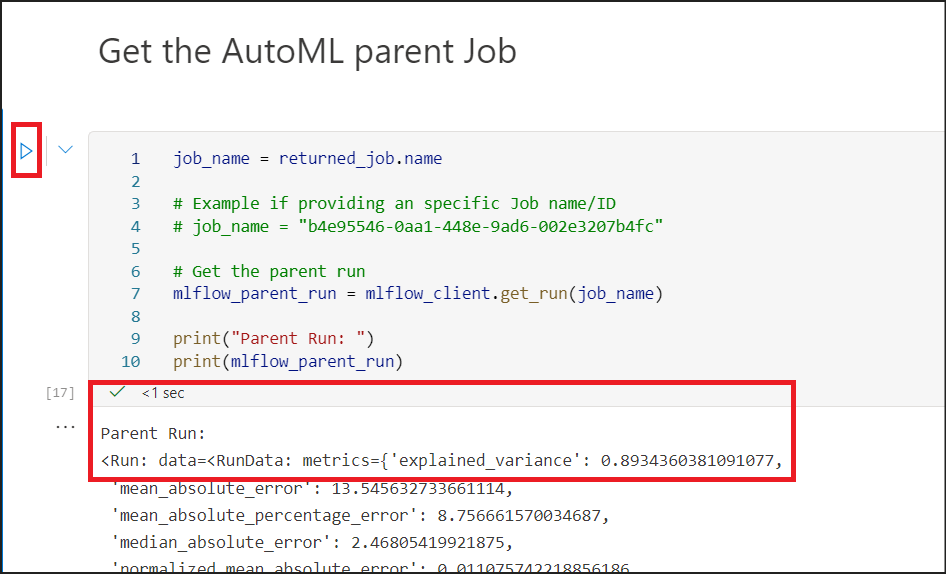 Get the AutoML parent Job
1 job_name = returned_job.name
2
3 # Example if providing an specific Job name/ID
4 # job_name = "b4e95546-0aa1-448e-9ad6-002e3207b4fc"
5
6 # Get the parent run
7 mlflow_parent_run = mlflow_client.get_run(job_name)
8
9 print("Parent Run: ")
10 print(mlflow_parent_run)
[17] <1 sec
...
Parent Run:
<Run: data=<RunData: metrics={'explained_variance': 0.8934360381091077,
'mean_absolute_error': 13.545632733661114,
'mean_absolute_percentage_error': 8.756661570034687,
'median_absolute_error': 2.46805419921875,
'normalized_mean_absolute_error': 0.011075742218856186